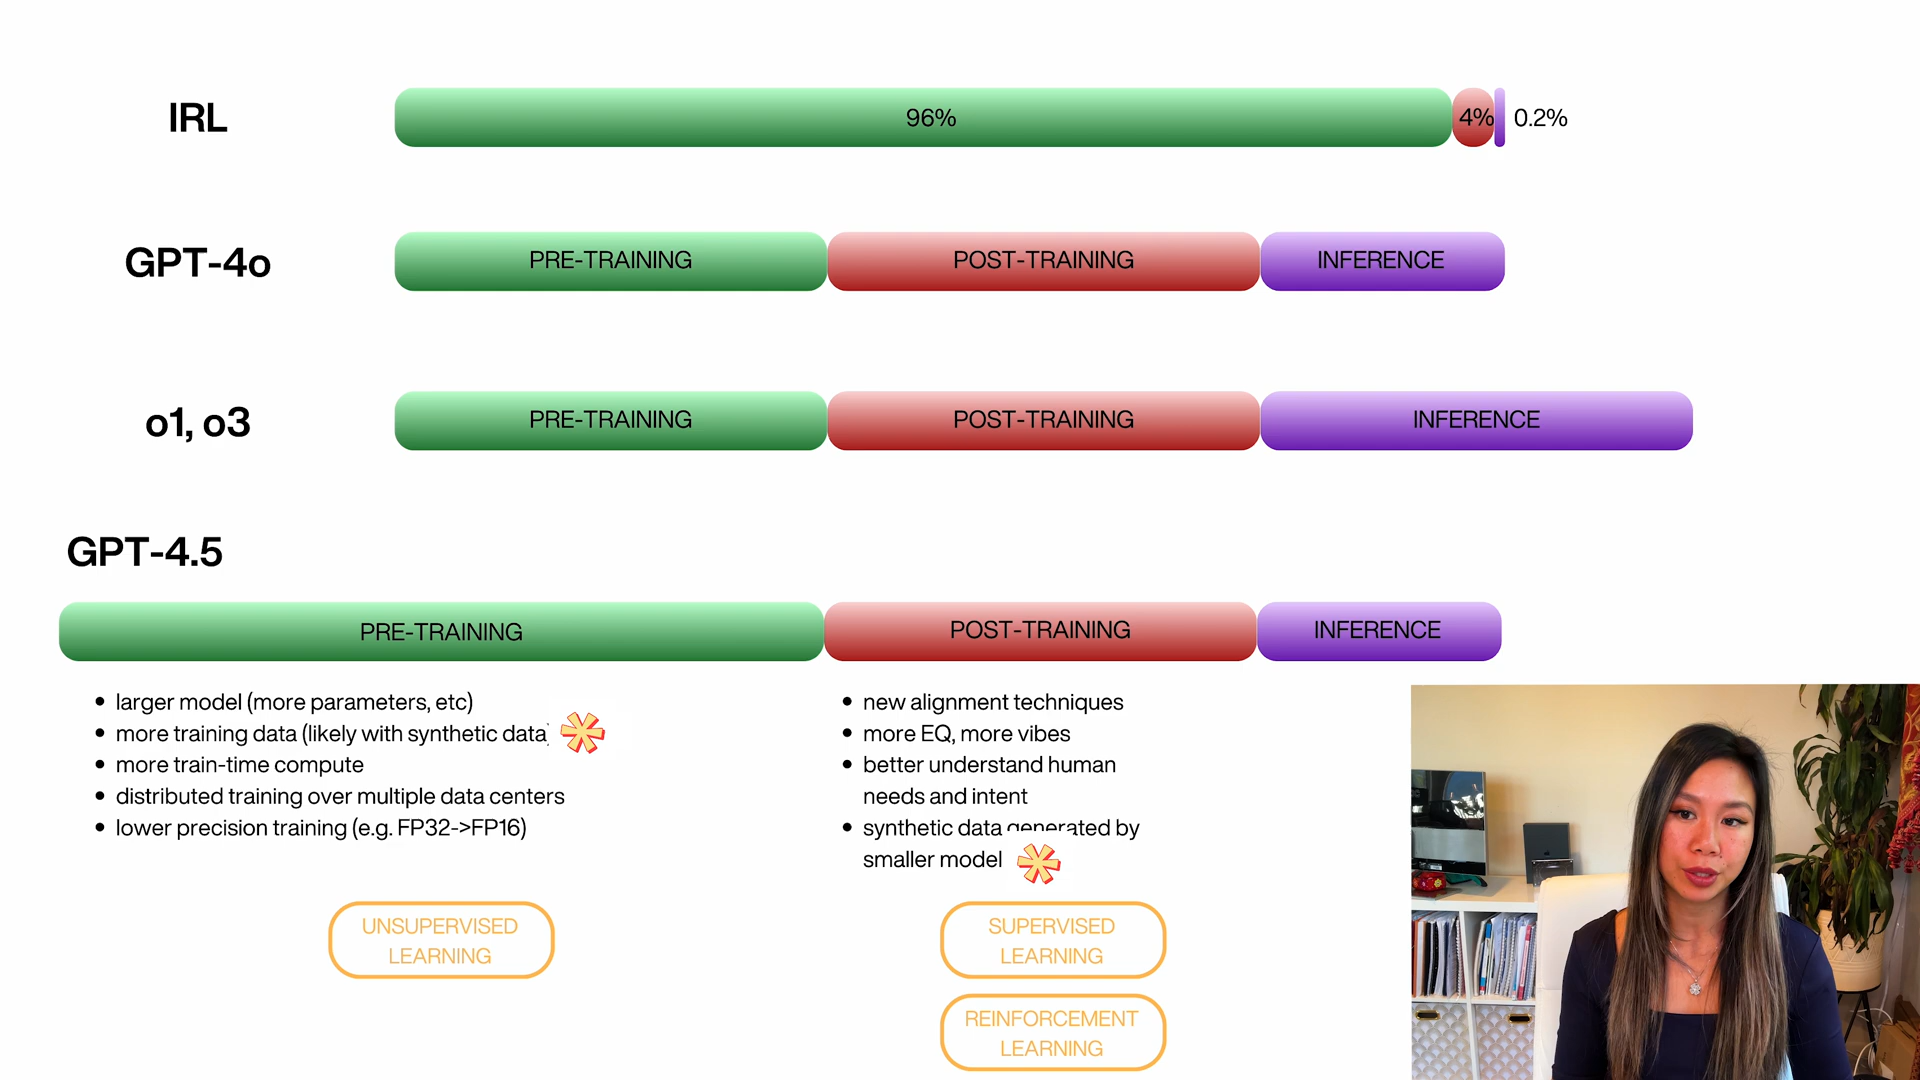 IRL
96%
4%
0.2%
GPT-4o
PRE-TRAINING
POST-TRAINING
INFERENCE
o1, o3
PRE-TRAINING
POST-TRAINING
INFERENCE
GPT-4.5
PRE-TRAINING
POST-TRAINING
INFERENCE
• larger model (more parameters, etc)
• more training data (likely with synthetic data)
• more train-time compute
• distributed training over multiple data centers
• lower precision training (e.g. FP32->FP16)
UNSUPERVISED
LEARNING
• new alignment techniques
• more EQ, more vibes
• better understand human
needs and intent
• synthetic data generated by
smaller model
SUPERVISED
LEARNING
REINFORCEMENT
LEARNING